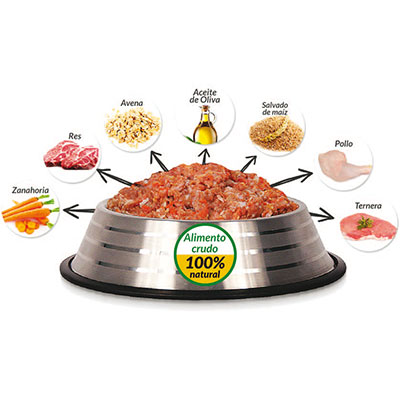 Aceite
de Oliva
Avena
Salvado
de maíz
Res
Pollo
Zanahoria
Ternera
Alimento
crudo
100%
natural